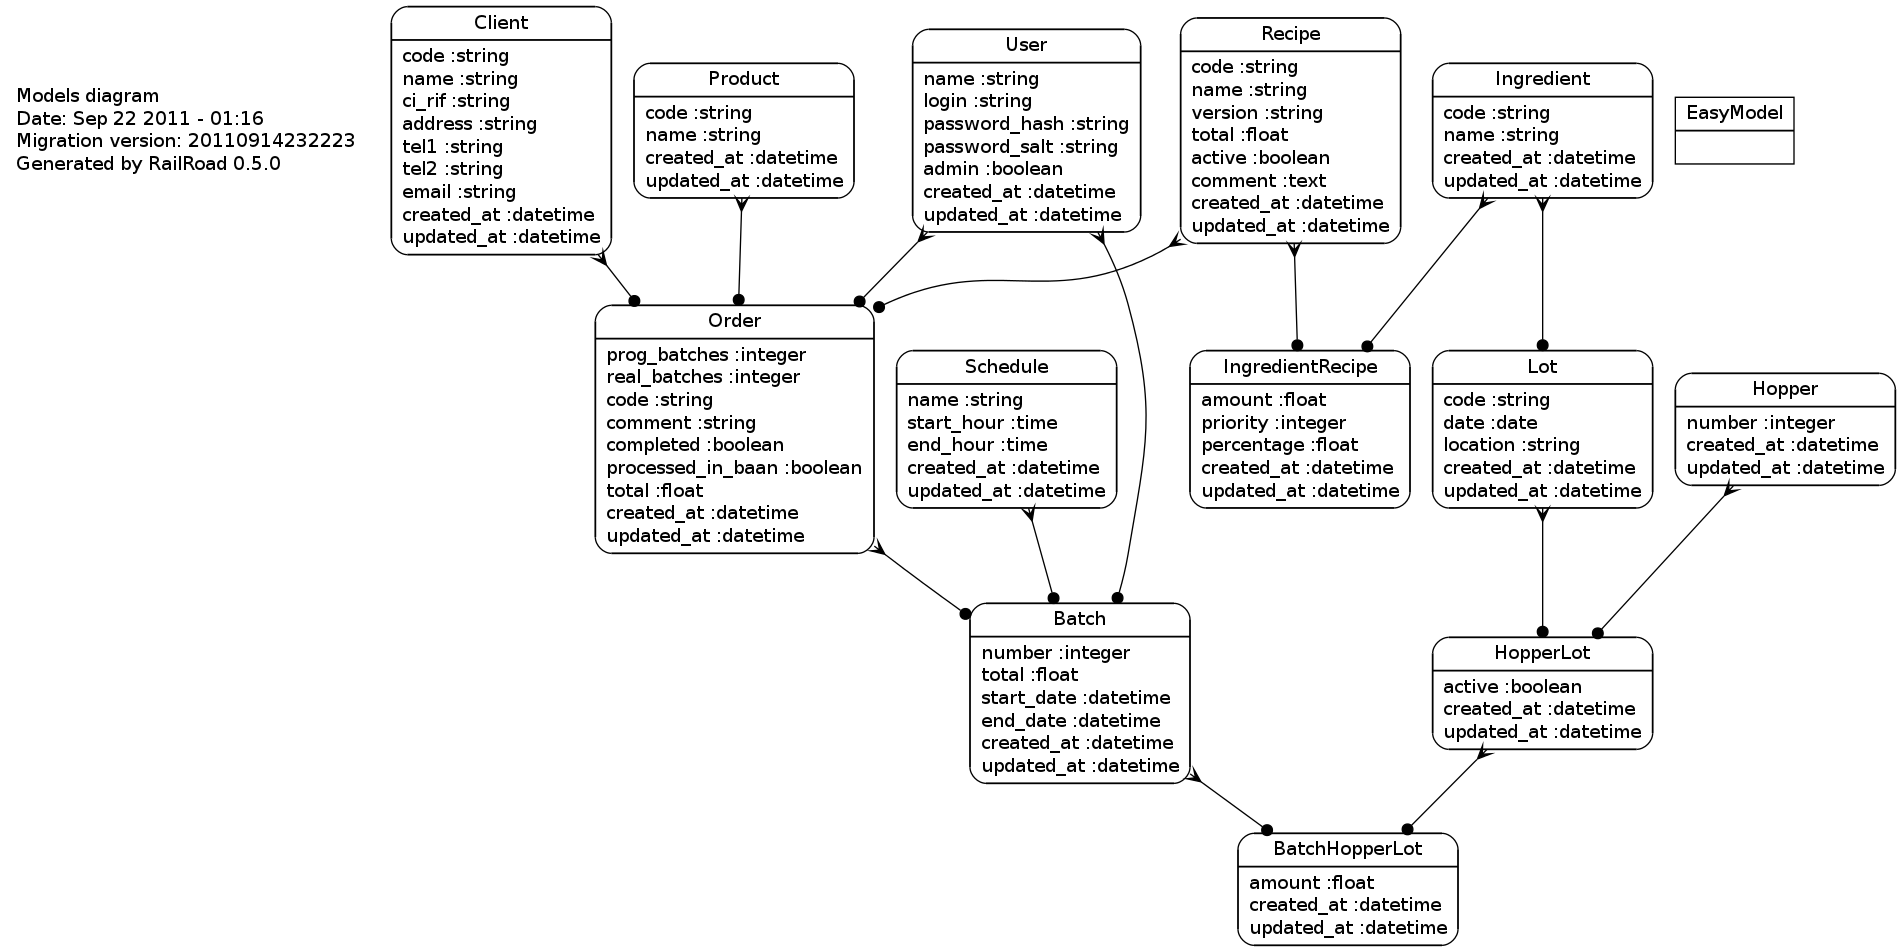 Models diagram
Date: Sep 22 2011 - 01:16
Migration version: 20110914232223
Generated by RailRoad 0.5.0
Client
code :string
name :string
ci_rif :string
address :string
tel1 :string
tel2 :string
email :string
created_at :datetime
updated_at :datetime
Product
code :string
name :string
created_at :datetime
updated_at :datetime
User
name :string
login :string
password_hash :string
password_salt :string
admin :boolean
created_at :datetime
updated_at :datetime
Recipe
code :string
name :string
version :string
total :float
active :boolean
comment :text
created_at :datetime
updated_at :datetime
Ingredient
code :string
name :string
created_at :datetime
updated_at :datetime
EasyModel
Order
prog_batches :integer
real_batches :integer
code :string
comment :string
completed :boolean
processed_in_baan :boolean
total :float
created_at :datetime
updated_at :datetime
Schedule
name :string
start_hour :time
end_hour :time
created_at :datetime
updated_at :datetime
IngredientRecipe
amount :float
priority :integer
percentage :float
created_at :datetime
updated_at :datetime
Lot
code :string
date :date
location :string
created_at :datetime
updated_at :datetime
Hopper
number :integer
created_at :datetime
updated_at :datetime
Batch
number :integer
total :float
start_date :datetime
end_date :datetime
created_at :datetime
updated_at :datetime
HopperLot
active :boolean
created_at :datetime
updated_at :datetime
BatchHopperLot
amount :float
created_at :datetime
updated_at :datetime